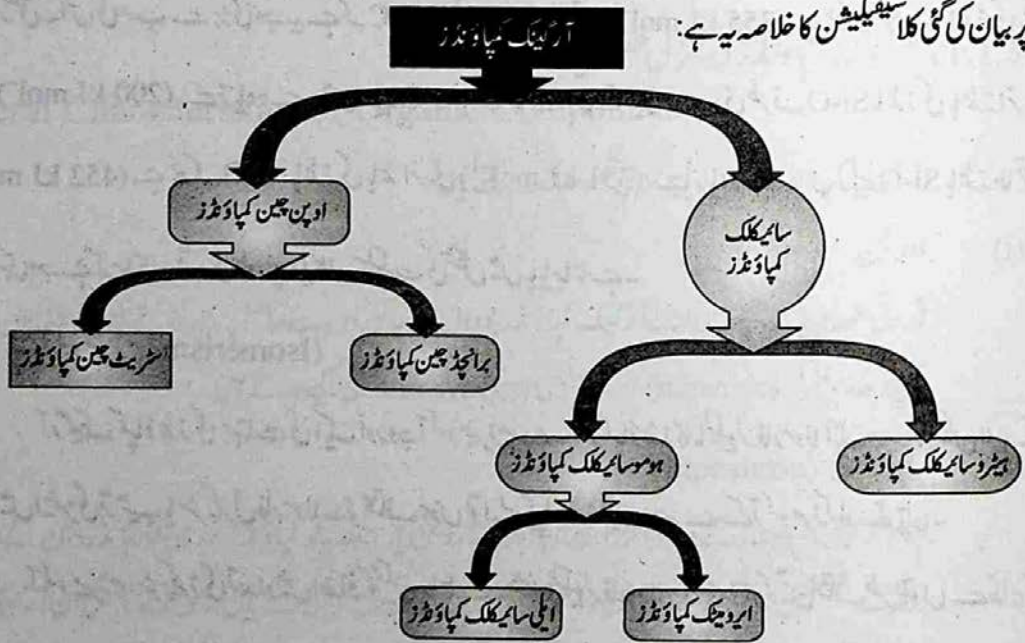 پر بیان کی گئی کلاسیفیکیشن کا خلاصہ یہ ہے:
آرگینک کمپاؤنڈز
اوپن چین کمپاؤنڈز
سائیکلک
کمپاؤنڈز
سٹریٹ چین کمپاؤنڈز
برانچڈ چین کمپاؤنڈز
ہوموسائیکلک کمپاؤنڈز
ہیٹروسائیکلک کمپاؤنڈز
ایلی سائیکلک کمپاؤنڈز
ایرومیٹک کمپاؤنڈز